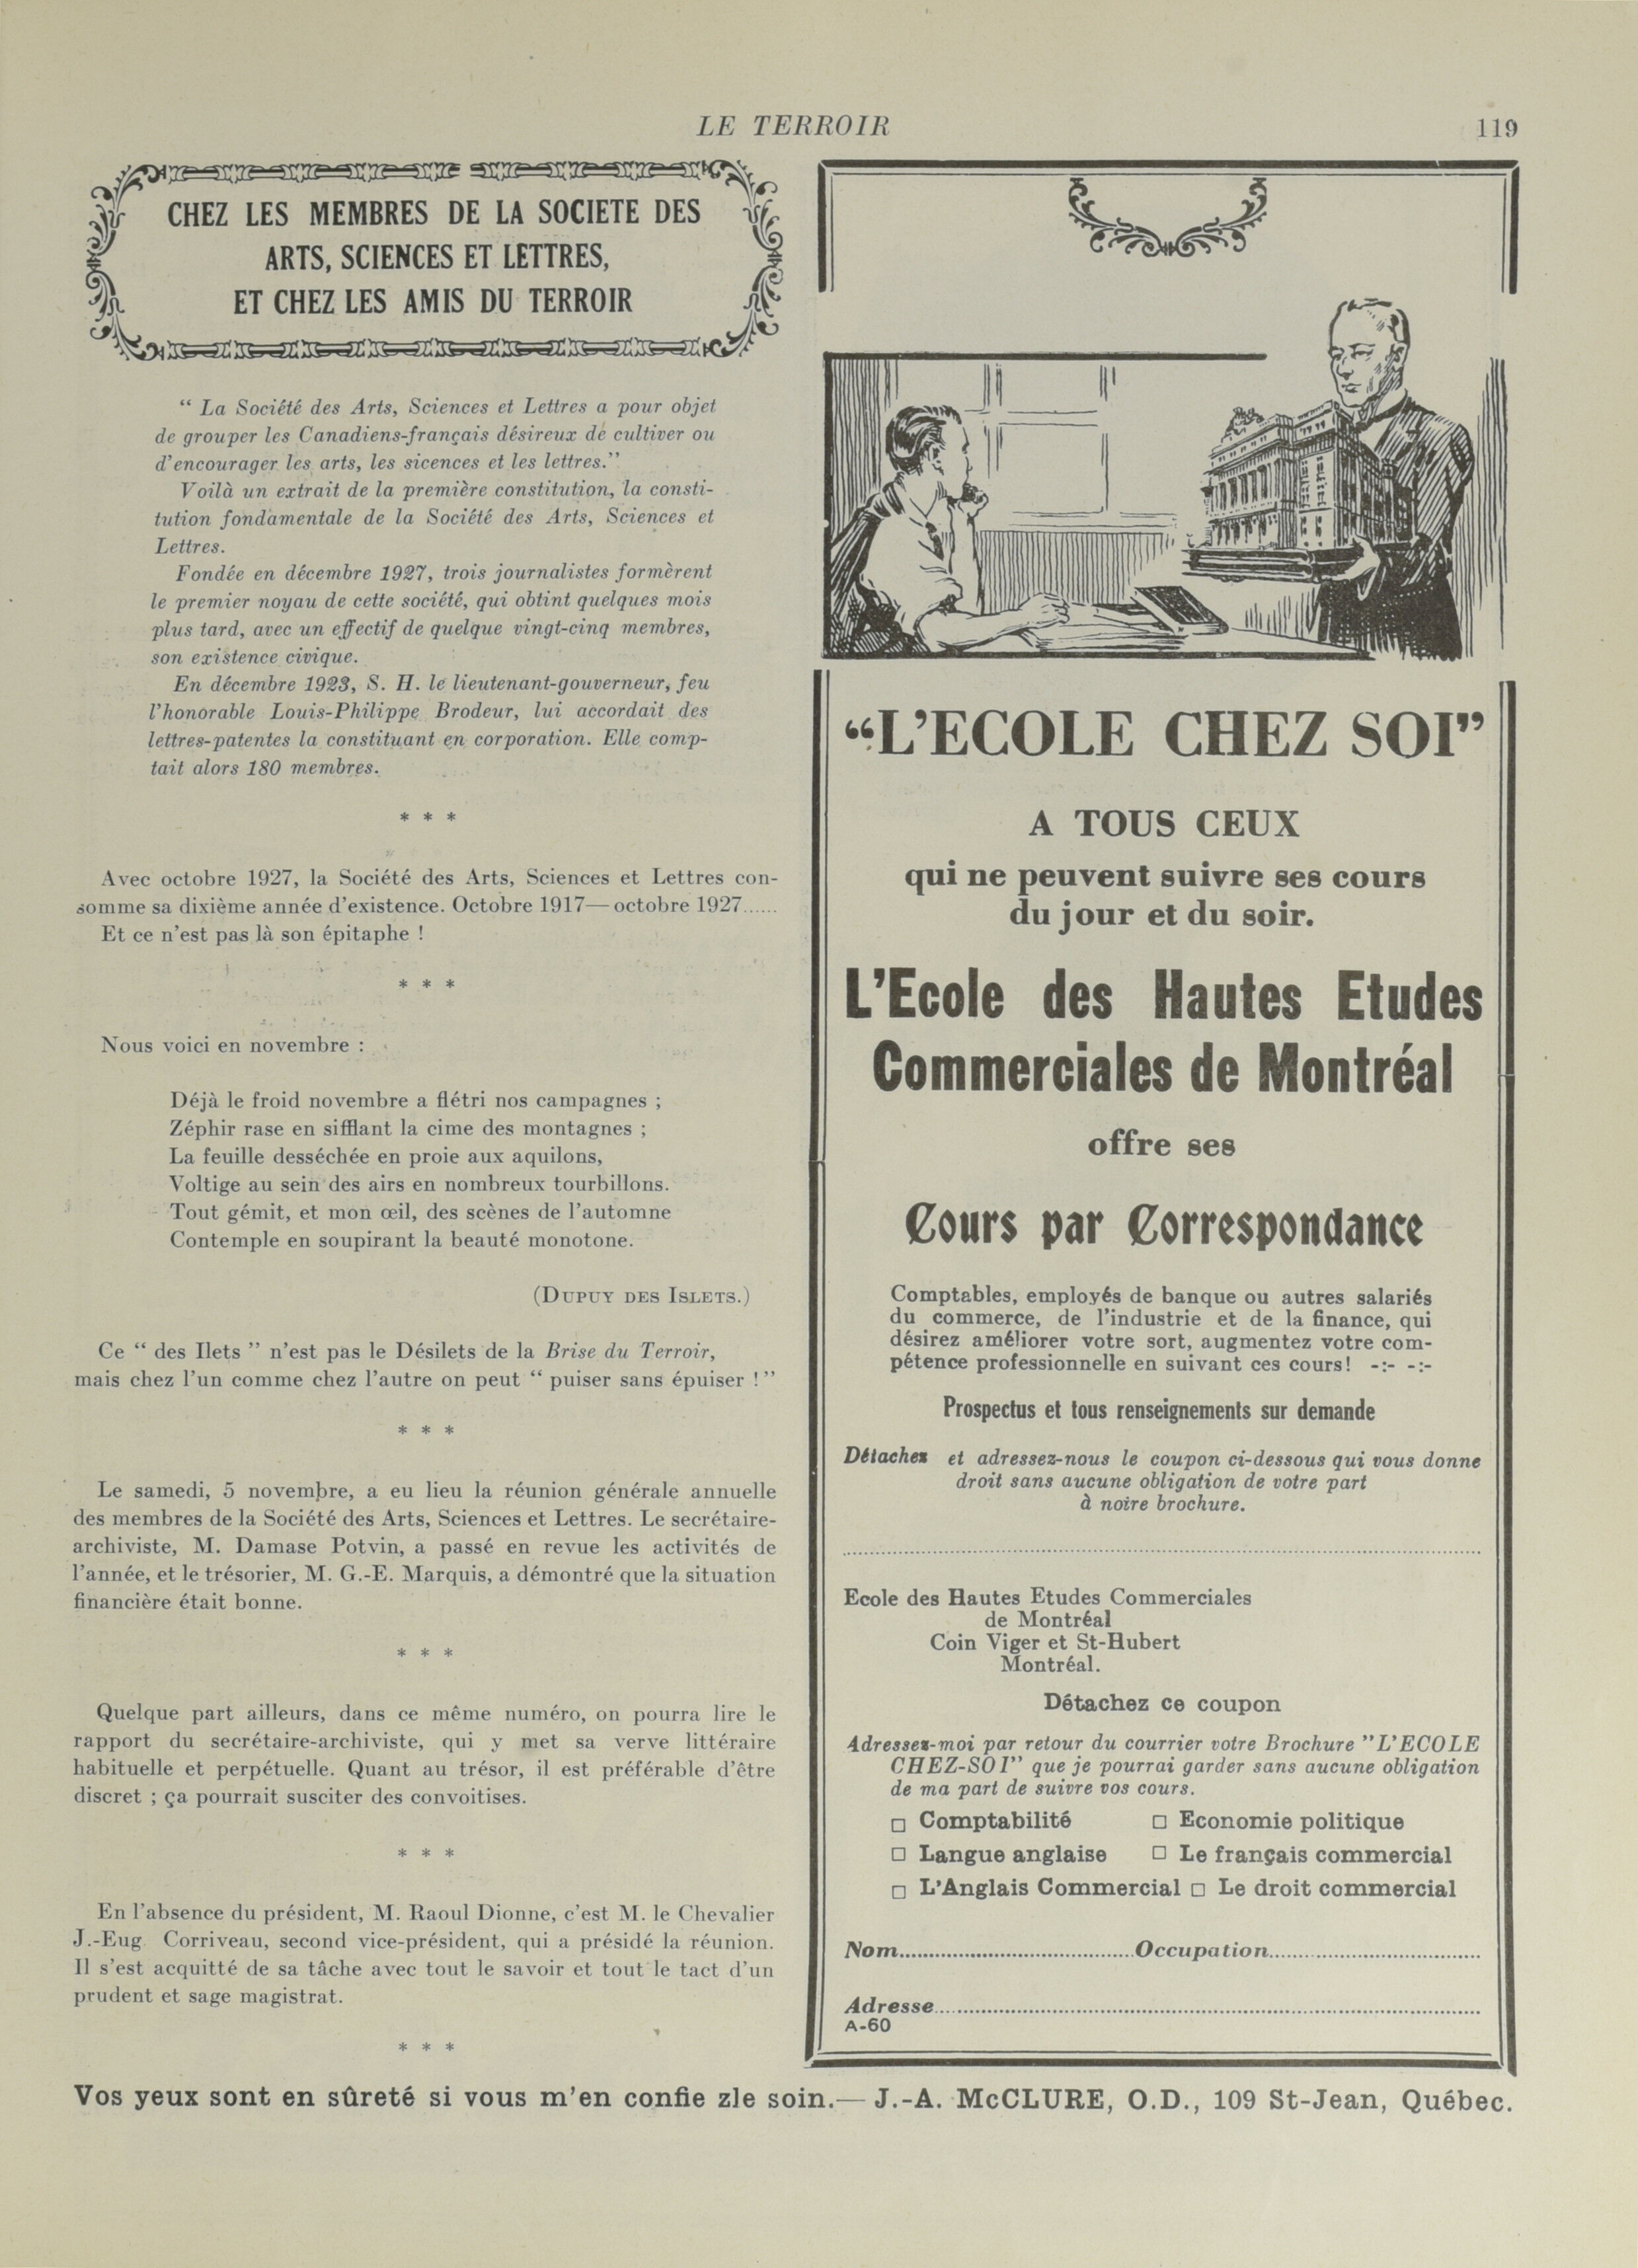 LE TERROIR
119
CHEZ LES MEMBRES DE LA SOCIETE DES
ARTS, SCIENCES ET LETTRES,
ET CHEZ LES AMIS DU TERROIR
“ La Société des Arts, Sciences et Lettres a pour objet
de grouper les Canadiens-français désireux de cultiver ou
d'encourager les arts, les sicences et les lettres.”
Voilà un extrait de la première constitution, la consti-
tution fondamentale de la Société des Arts, Sciences et
Lettres.
Fondée en décembre 1927, trois journalistes formèrent
le premier noyau de cette société, qui obtint quelques mois
plus tard, avec un effectif de quelque vingt-cinq membres,
son existence civique.
En décembre 1923, S. H. le lieutenant-gouverneur, feu
l'honorable Louis-Philippe Brodeur, lui accordait des
lettres-patentes la constituant en corporation. Elle comp-
tait alors 180 membres.
* * *
Avec octobre 1927, la Société des Arts, Sciences et Lettres con-
somme sa dixième année d'existence. Octobre 1917—octobre 1927......
Et ce n'est pas là son épitaphe !
* * *
Nous voici en novembre :
Déjà le froid novembre a flétri nos campagnes ;
Zéphir rase en sifflant la cime des montagnes ;
La feuille desséchée en proie aux aquilons,
Voltige au sein des airs en nombreux tourbillons.
Tout gémit, et mon œil, des scènes de l'automne
Contemple en soupirant la beauté monotone.
(DUPUY DES ISLETS.)
Ce “ des Ilets ” n'est pas le Désilets de la Brise du Terroir,
mais chez l'un comme chez l'autre on peut “ puiser sans épuiser !”
* * *
Le samedi, 5 novembre, a eu lieu la réunion générale annuelle
des membres de la Société des Arts, Sciences et Lettres. Le secrétaire-
archiviste, M. Damase Potvin, a passé en revue les activités de
l'année, et le trésorier, M. G.-E. Marquis, a démontré que la situation
financière était bonne.
* * *
Quelque part ailleurs, dans ce même numéro, on pourra lire le
rapport du secrétaire-archiviste, qui y met sa verve littéraire
habituelle et perpétuelle. Quant au trésor, il est préférable d'être
discret ; ça pourrait susciter des convoitises.
* * *
En l'absence du président, M. Raoul Dionne, c'est M. le Chevalier
J.-Eug Corriveau, second vice-président, qui a présidé la réunion.
Il s'est acquitté de sa tâche avec tout le savoir et tout le tact d'un
prudent et sage magistrat.
* * *
“L'ECOLE CHEZ SOI”
A TOUS CEUX
qui ne peuvent suivre ses cours
du jour et du soir.
L'Ecole des Hautes Etudes
Commerciales de Montréal
offre ses
Cours par Correspondance
Comptables, employés de banque ou autres salariés
du commerce, de l'industrie et de la finance, qui
désirez améliorer votre sort, augmentez votre com-
pétence professionnelle en suivant ces cours! -:- -:-
Prospectus et tous renseignements sur demande
Détachez et adressez-nous le coupon ci-dessous qui vous donne
droit sans aucune obligation de votre part
à noire brochure.
Ecole des Hautes Etudes Commerciales
de Montréal
Coin Viger et St-Hubert
Montréal.
Détachez ce coupon
Adressez-moi par retour du courrier votre Brochure "L'ECOLE
CHEZ-SOI" que je pourrai garder sans aucune obligation
de ma part de suivre vos cours.
□ Comptabilité □ Economie politique
□ Langue anglaise □ Le français commercial
□ L'Anglais Commercial □ Le droit commercial
Nom....................Occupation....................
Adresse....................
A-60
Vos yeux sont en sûreté si vous m'en confie zle soin.— J.-A. McCLURE, O.D., 109 St-Jean, Québec.